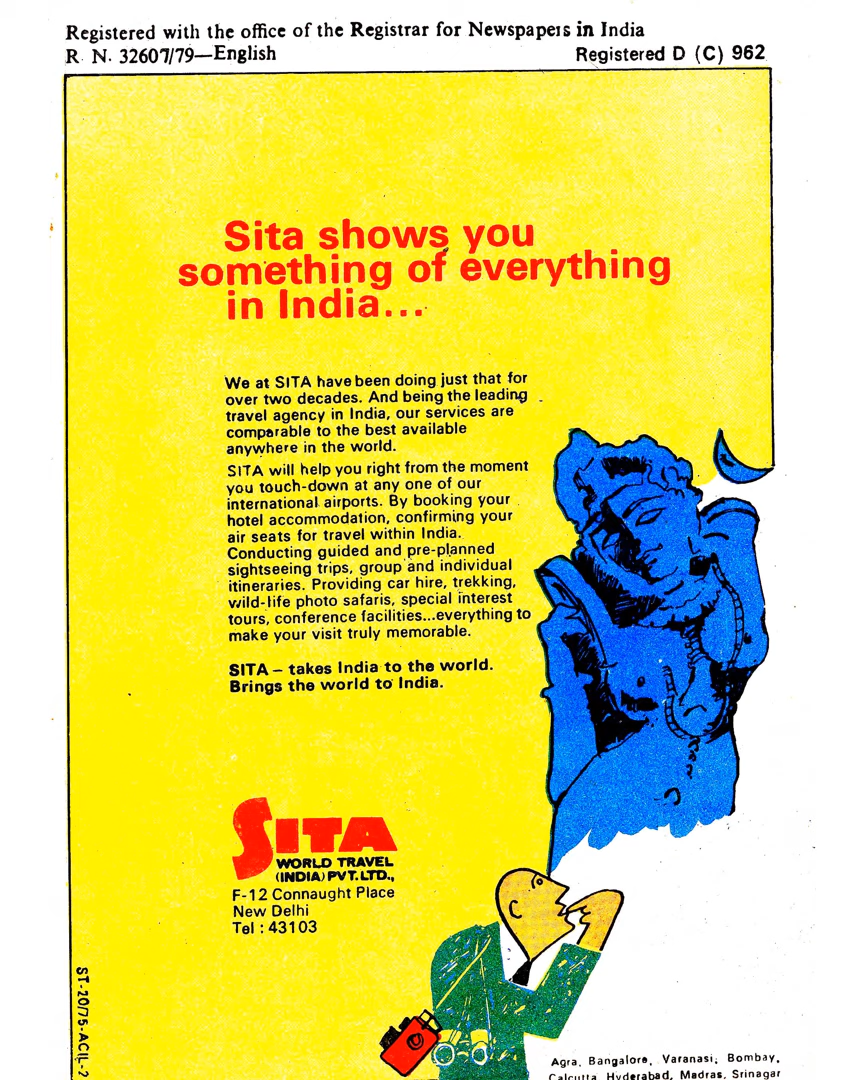 Registered with the office of the Registrar for Newspapers in India
R. N. 32607/79—English
Registered D (C) 962
Sita shows you
something of everything
in India...
We at SITA have been doing just that for
over two decades. And being the leading
travel agency in India, our services are
comparable to the best available
anywhere in the world.
SITA will help you right from the moment
you touch-down at any one of our
international airports. By booking your
hotel accommodation, confirming your
air seats for travel within India.
Conducting guided and pre-planned
sightseeing trips, group and individual
itineraries. Providing car hire, trekking,
wild-life photo safaris, special interest
tours, conference facilities...everything to
make your visit truly memorable.
SITA – takes India to the world.
Brings the world to India.
SITA
WORLD TRAVEL
(INDIA) PVT. LTD.,
F-12 Connaught Place
New Delhi
Tel : 43103
ST-20/75-ACIL-2
Agra, Bangalore, Varanasi, Bombay,
Calcutta, Hyderabad, Madras, Srinagar